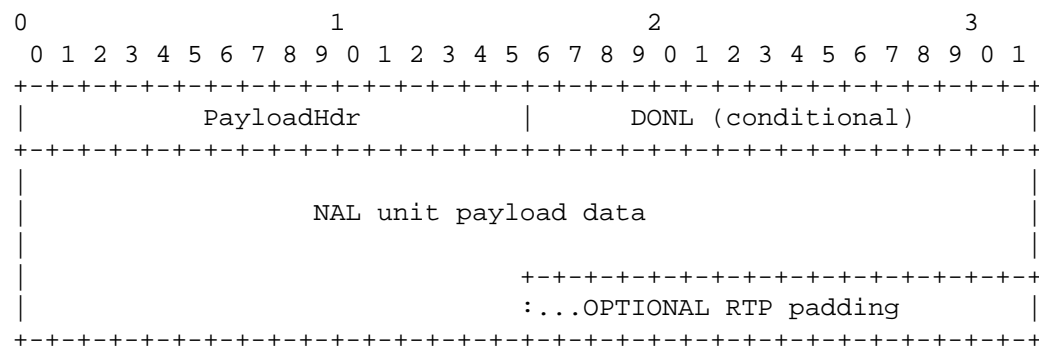 0                   1                   2                   3
 0 1 2 3 4 5 6 7 8 9 0 1 2 3 4 5 6 7 8 9 0 1 2 3 4 5 6 7 8 9 0 1
+-+-+-+-+-+-+-+-+-+-+-+-+-+-+-+-+-+-+-+-+-+-+-+-+-+-+-+-+-+-+-+-+
|           PayloadHdr          |      DONL (conditional)       |
+-+-+-+-+-+-+-+-+-+-+-+-+-+-+-+-+-+-+-+-+-+-+-+-+-+-+-+-+-+-+-+-+
|                                                               |
|                  NAL unit payload data                        |
|                                                               |
|                               +-+-+-+-+-+-+-+-+-+-+-+-+-+-+-+-+
|                               :...OPTIONAL RTP padding        |
+-+-+-+-+-+-+-+-+-+-+-+-+-+-+-+-+-+-+-+-+-+-+-+-+-+-+-+-+-+-+-+-+